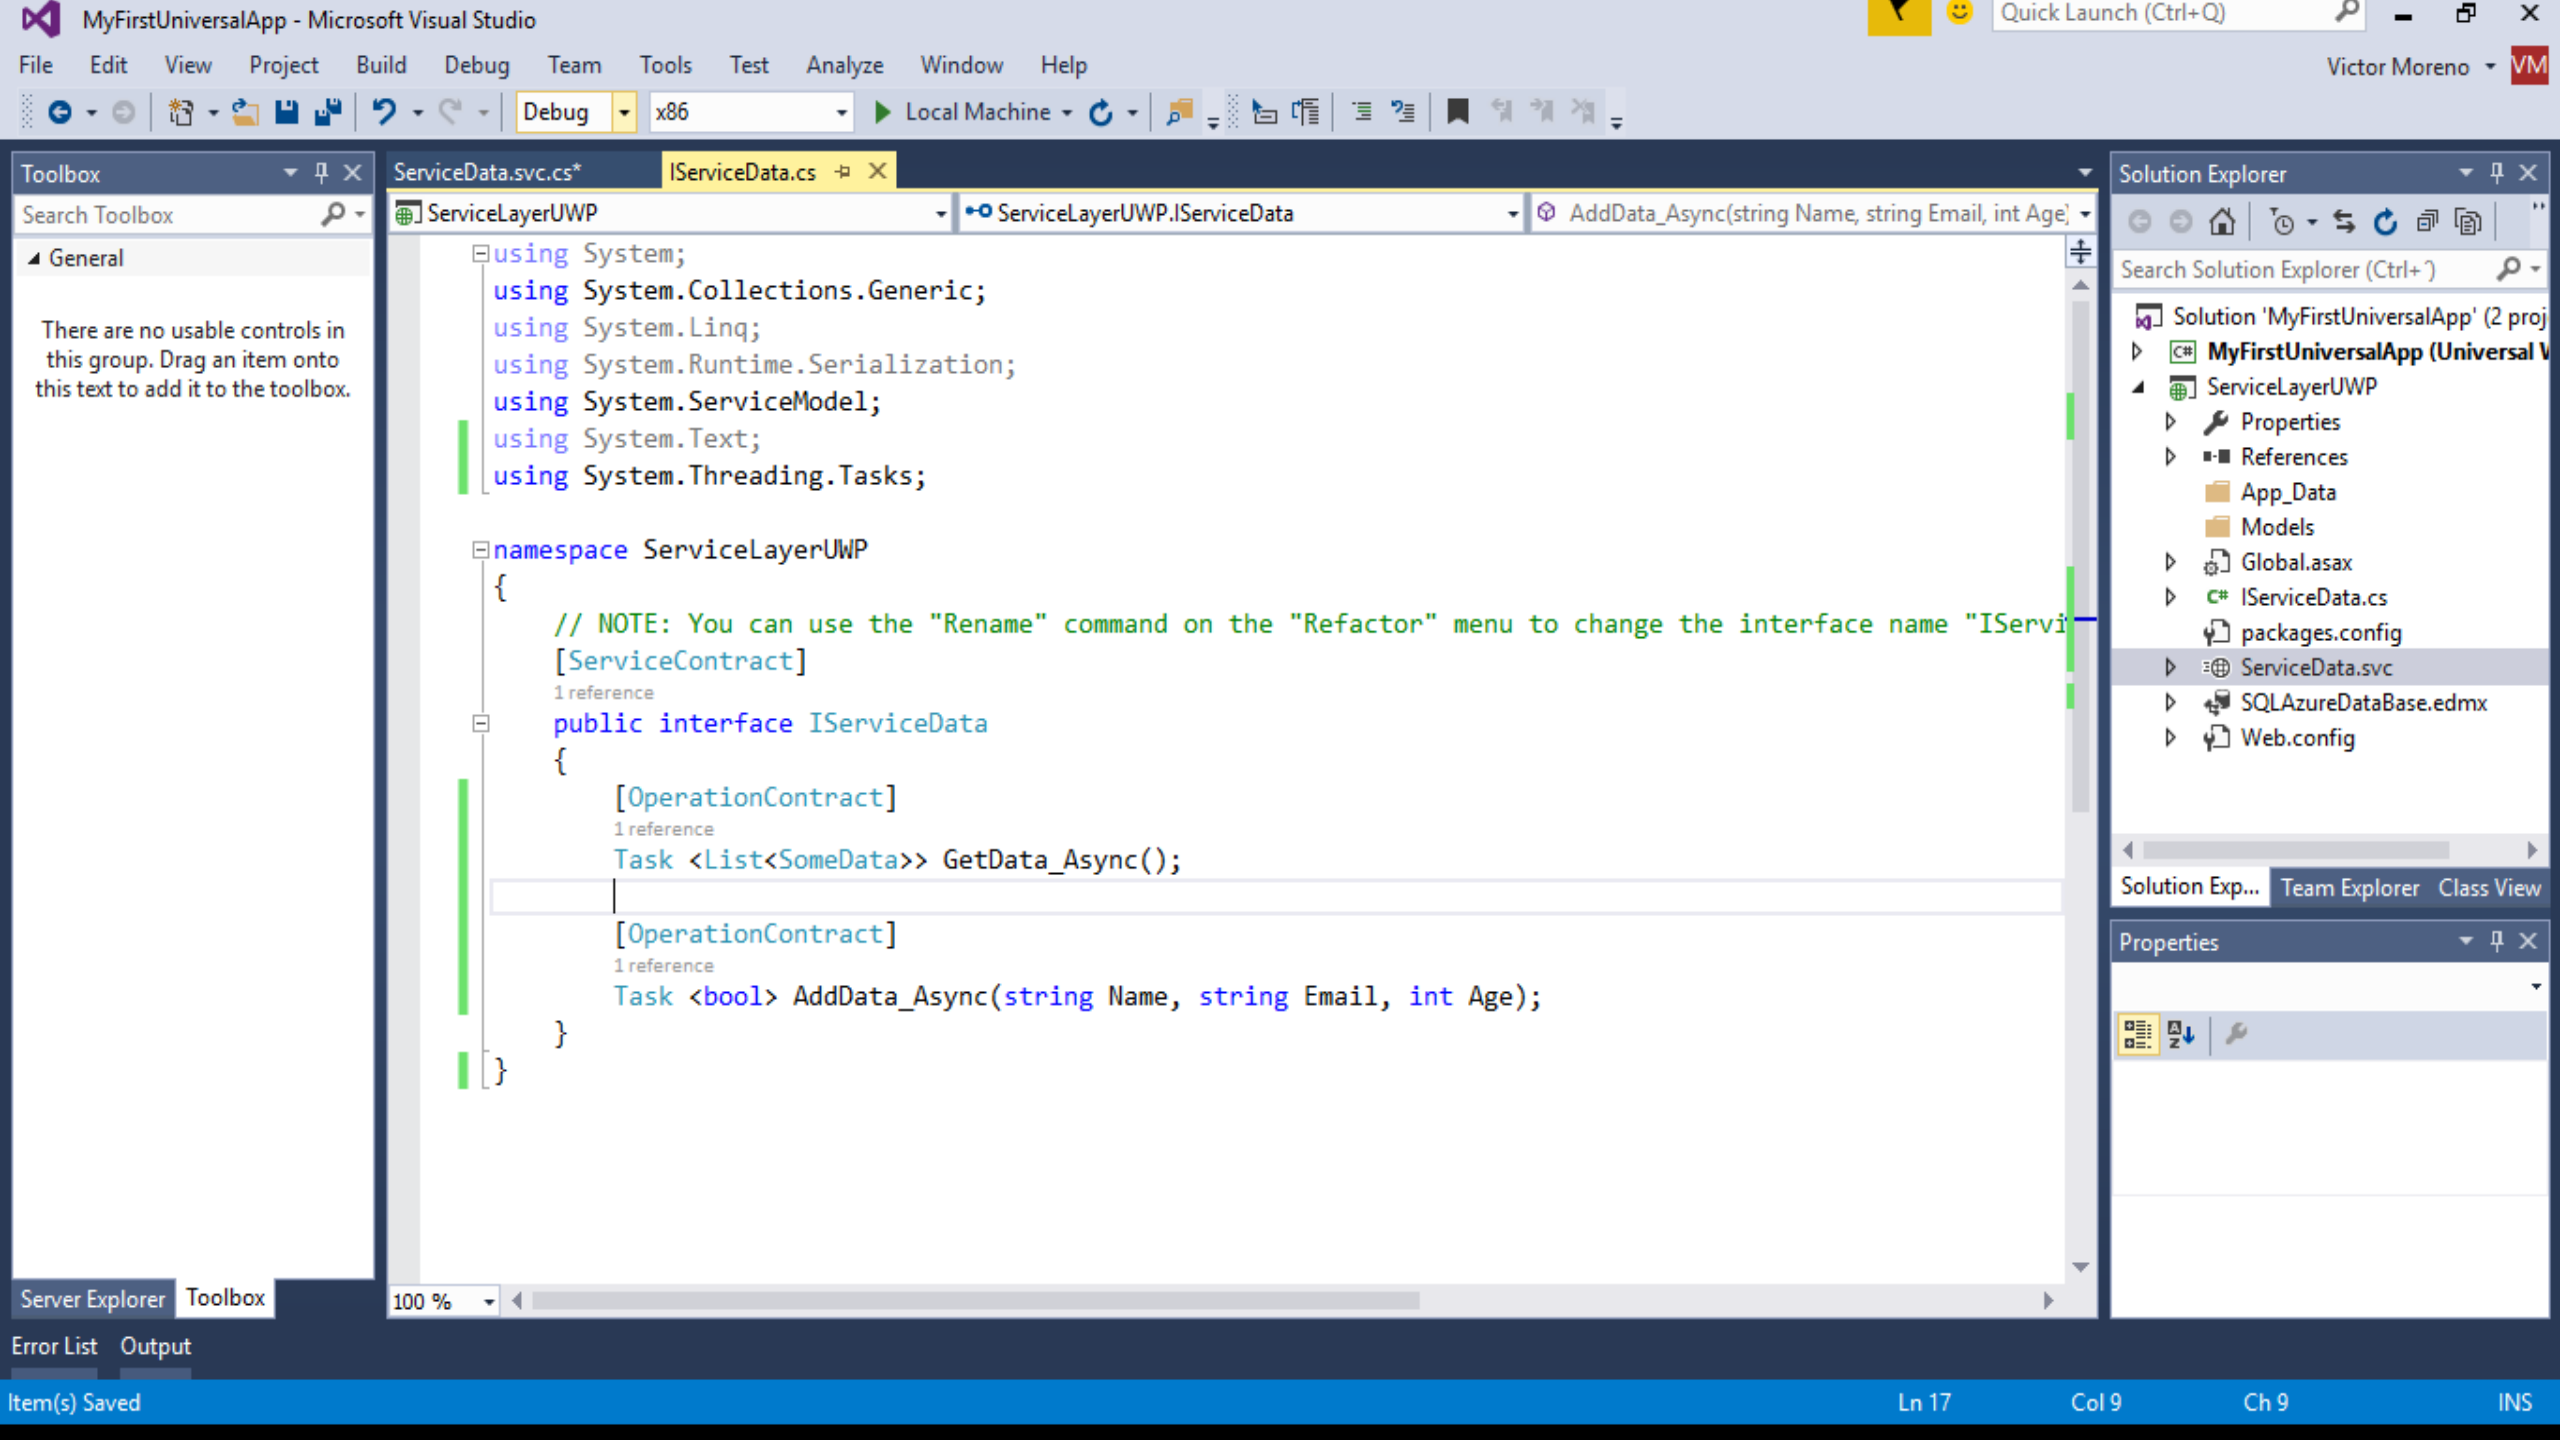 MyFirstUniversalApp - Microsoft Visual Studio
Quick Launch (Ctrl+Q)
File Edit View Project Build Debug Team Tools Test Analyze Window Help
Victor Moreno VM
Debug x86 Local Machine
Toolbox
Search Toolbox
General
There are no usable controls in
this group. Drag an item onto
this text to add it to the toolbox.
Server Explorer Toolbox
ServiceData.svc.cs* IServiceData.cs
ServiceLayerUWP ServiceLayerUWP.IServiceData AddData_Async(string Name, string Email, int Age)
using System;
using System.Collections.Generic;
using System.Linq;
using System.Runtime.Serialization;
using System.ServiceModel;
using System.Text;
using System.Threading.Tasks;
namespace ServiceLayerUWP
{
// NOTE: You can use the "Rename" command on the "Refactor" menu to change the interface name "IServi
[ServiceContract]
1 reference
public interface IServiceData
{
[OperationContract]
1 reference
Task <List<SomeData>> GetData_Async();
[OperationContract]
1 reference
Task <bool> AddData_Async(string Name, string Email, int Age);
}
}
100 %
Solution Explorer
Search Solution Explorer (Ctrl+´)
Solution 'MyFirstUniversalApp' (2 proj
C# MyFirstUniversalApp (Universal W
ServiceLayerUWP
Properties
References
App_Data
Models
Global.asax
C# IServiceData.cs
packages.config
ServiceData.svc
SQLAzureDataBase.edmx
Web.config
Solution Exp... Team Explorer Class View
Properties
Error List Output
Item(s) Saved Ln 17 Col 9 Ch 9 INS